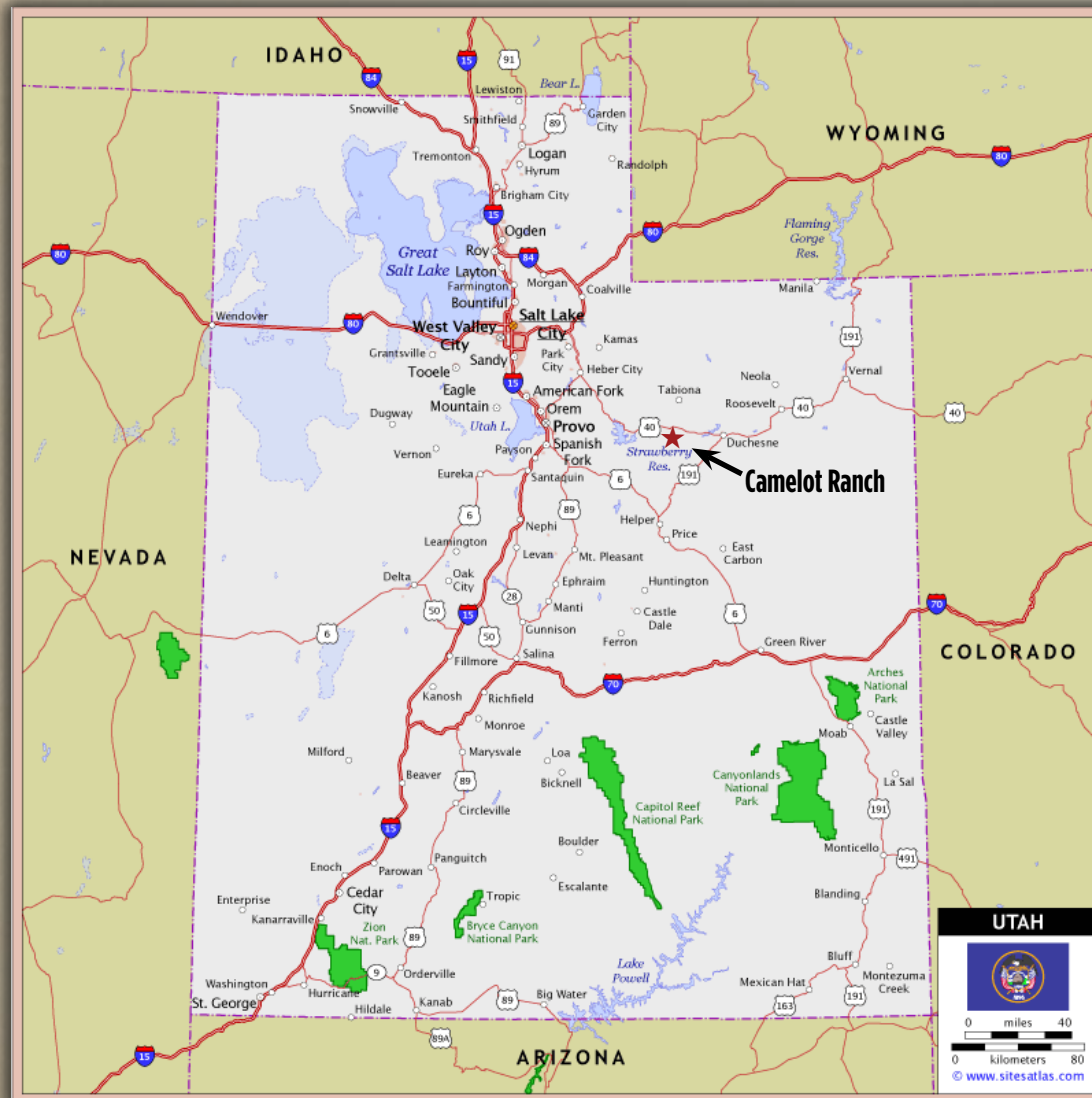 IDAHO
15
91
84
Bear L.
Lewiston
Snowville
Smithfield
89
Garden
City
WYOMING
Logan
Tremonton
Hyrum
Randolph
80
Brigham City
15
Ogden
80
Flaming
Gorge
Res.
Great
Salt Lake
Roy
84
80
Layton
Morgan
Farmington
Coalville
Manila
Bountiful
Wendover
80
West Valley
City
Salt Lake
City
191
Grantsville
Sandy
Park
City
Kamas
Tooele
Heber City
Vernal
Eagle
Mountain
15
American Fork
Neola
Tabiona
Dugway
Orem
Roosevelt
40
40
Utah L.
Provo
40
Duchesne
Vernon
Payson
Spanish
Fork
Strawberry
Res.
Eureka
Santaquin
6
191
Camelot Ranch
6
89
Nephi
Helper
Price
Leamington
Levan
Mt. Pleasant
East
Carbon
NEVADA
Delta
Oak
City
Ephraim
Huntington
28
50
15
Manti
Castle
Dale
6
70
6
50
Gunnison
Ferron
Green River
Fillmore
Salina
COLORADO
70
Arches
National
Park
Kanosh
Richfield
Monroe
Castle
Valley
Moab
Milford
Marysvale
Loa
Beaver
89
Bicknell
Canyonlands
National
Park
La Sal
Circleville
Capitol Reef
National Park
191
15
Boulder
Monticello
491
Enoch
Parowan
Panguitch
Escalante
Cedar
City
Tropic
Blanding
Enterprise
Kanarraville
Zion
Nat. Park
Bryce Canyon
National Park
89
UTAH
9
Orderville
Lake
Powell
Bluff
Montezuma
Creek
Washington
Hurricane
Mexican Hat
St. George
Hildale
Kanab
89
Big Water
163
191
0 miles 40
89A
15
ARIZONA
0 kilometers 80
© www.sitesatlas.com